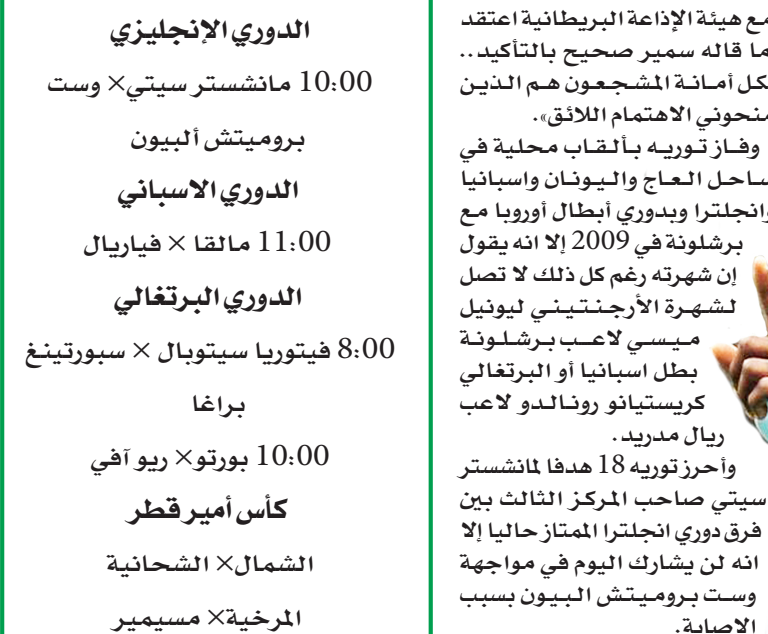 مع هيئة الإذاعة البريطانية اعتقد
ما قاله سمير صحيح بالتأكيد..
بكل أمانة المشجعون هم الذين
منحوني الاهتمام اللائق».
وفاز توريه بألقاب محلية في
ساحل العاج واليونان واسبانيا
وانجلترا وبدوري أبطال أوروبا مع
برشلونة في 2009 إلا انه يقول
إن شهرته رغم كل ذلك لا تصل
لشهرة الأرجنتيني ليونيل
ميسي لاعب برشلونة
بطل اسبانيا أو البرتغالي
كريستيانو رونالدو لاعب
ريال مدريد.
وأحرز توريه 18 هدفا لمانشستر
سيتي صاحب المركز الثالث بين
فرق دوري انجلترا الممتاز حاليا إلا
انه لن يشارك اليوم في مواجهة
وست بروميتش البيون بسبب
الاصابة.
الدوري الإنجليزي
10:00 مانشستر سيتي× وست
بروميتش ألبيون
الدوري الاسباني
11:00 مالقا × فياريال
الدوري البرتغالي
8:00 فيتوريا سيتوبال × سبورتينغ
براغا
10:00 بورتو× ريو آفي
كأس أمير قطر
الشمال× الشحانية
المرخية× مسيمير